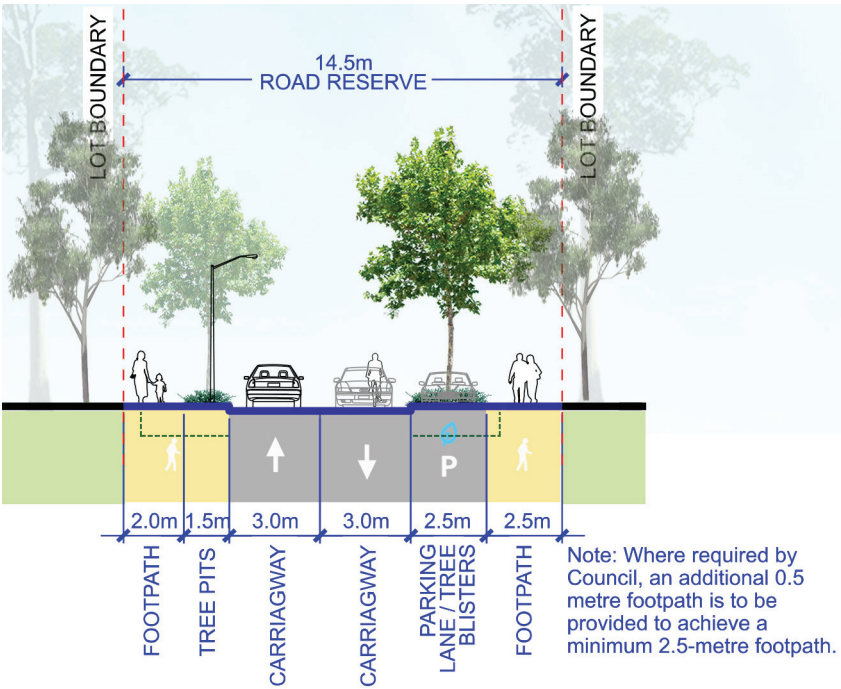 LOT BOUNDARY
14.5m
ROAD RESERVE
LOT BOUNDARY
P
2.0m
1.5m
3.0m
3.0m
2.5m
2.5m
FOOTPATH
TREE PITS
CARRIAGWAY
CARRIAGWAY
PARKING
LANE / TREE
BLISTERS
FOOTPATH
Note: Where required by
Council, an additional 0.5
metre footpath is to be
provided to achieve a
minimum 2.5-metre footpath.